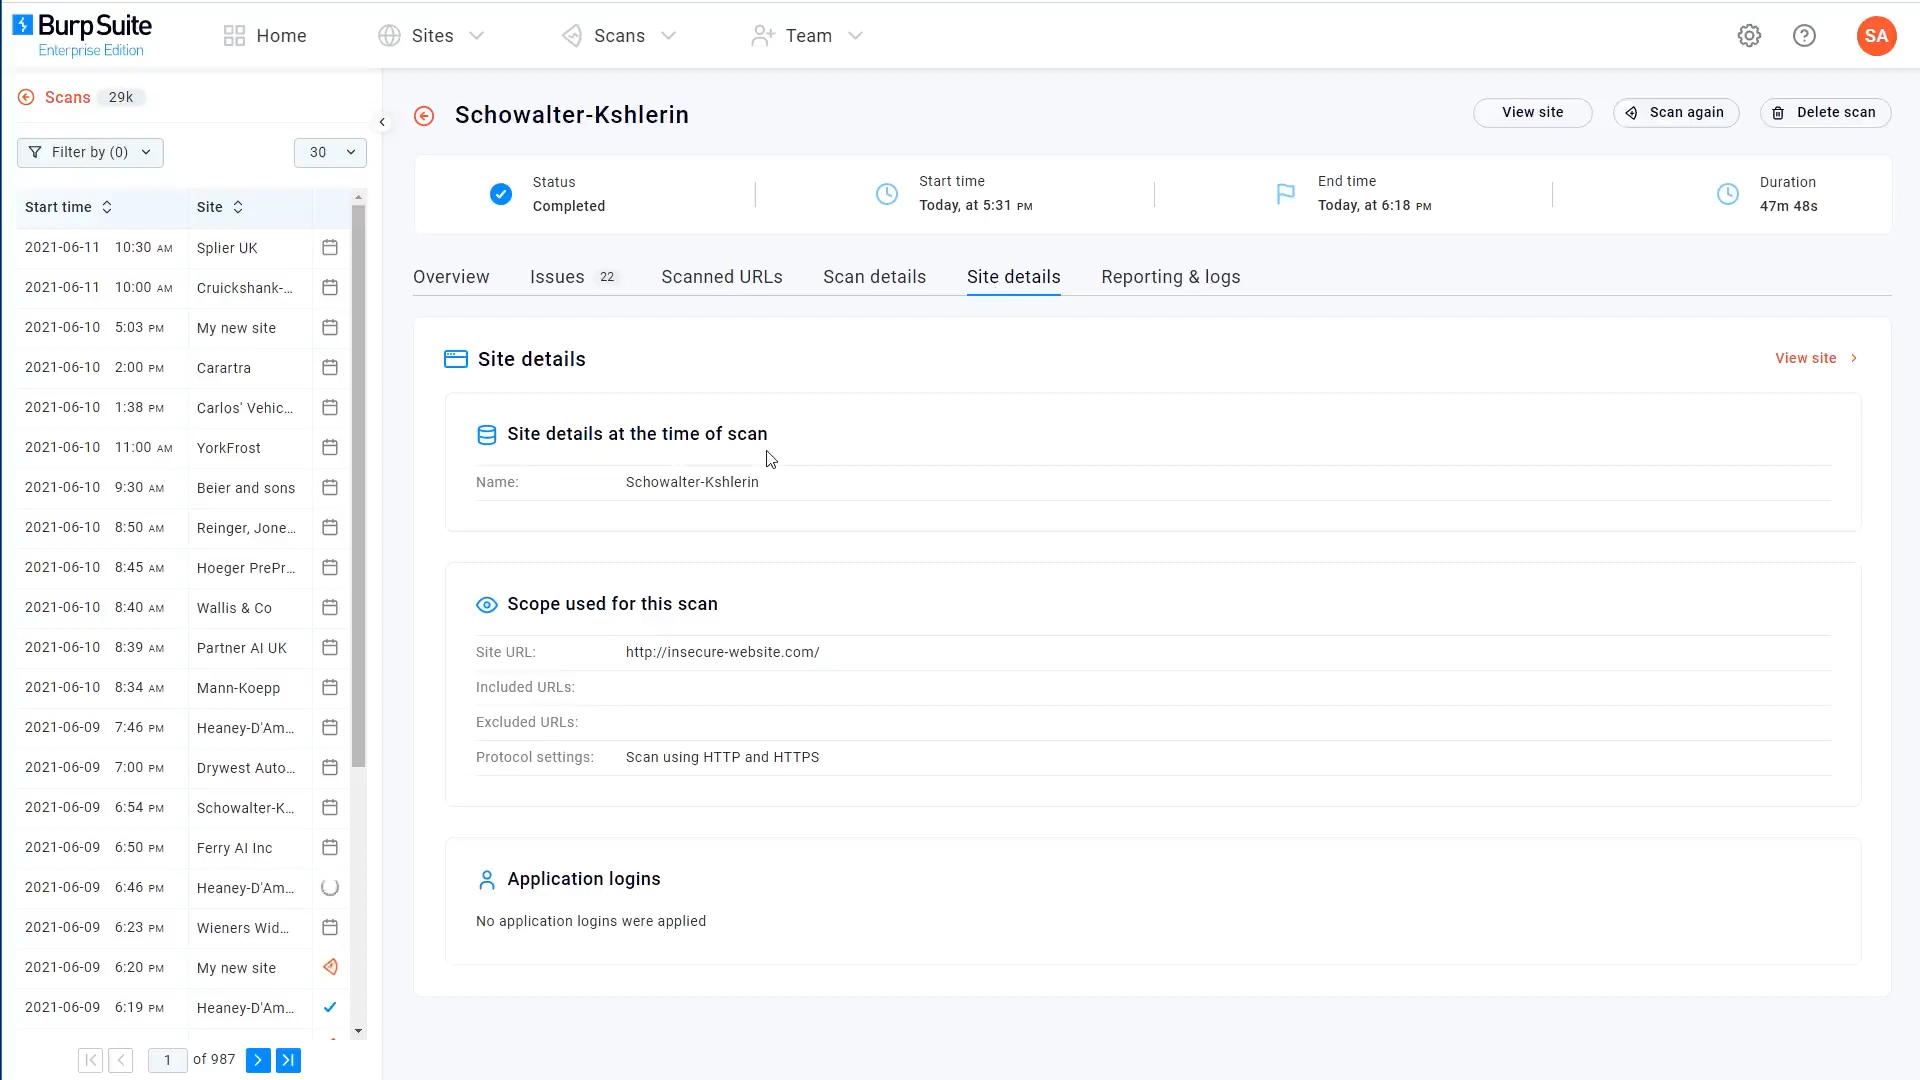 Burp Suite
Enterprise Edition
Home
Sites
Scans
Team
SA
Scans 29k
Filter by (0)
30
Start time
Site
2021-06-11 10:30 AM Splier UK
2021-06-11 10:00 AM Cruickshank-...
2021-06-10 5:03 PM My new site
2021-06-10 2:00 PM Carartra
2021-06-10 1:38 PM Carlos' Vehic...
2021-06-10 11:00 AM YorkFrost
2021-06-10 9:30 AM Beier and sons
2021-06-10 8:50 AM Reinger, Jone...
2021-06-10 8:45 AM Hoeger PrePr...
2021-06-10 8:40 AM Wallis & Co
2021-06-10 8:39 AM Partner AI UK
2021-06-10 8:34 AM Mann-Koepp
2021-06-09 7:46 PM Heaney-D'Am...
2021-06-09 7:00 PM Drywest Auto...
2021-06-09 6:54 PM Schowalter-K...
2021-06-09 6:50 PM Ferry AI Inc
2021-06-09 6:46 PM Heaney-D'Am...
2021-06-09 6:23 PM Wieners Wid...
2021-06-09 6:20 PM My new site
2021-06-09 6:19 PM Heaney-D'Am...
1 of 987
Schowalter-Kshlerin
View site
Scan again
Delete scan
Status
Completed
Start time
Today, at 5:31 PM
End time
Today, at 6:18 PM
Duration
47m 48s
Overview
Issues 22
Scanned URLs
Scan details
Site details
Reporting & logs
Site details
View site
Site details at the time of scan
Name: Schowalter-Kshlerin
Scope used for this scan
Site URL: http://insecure-website.com/
Included URLs:
Excluded URLs:
Protocol settings: Scan using HTTP and HTTPS
Application logins
No application logins were applied